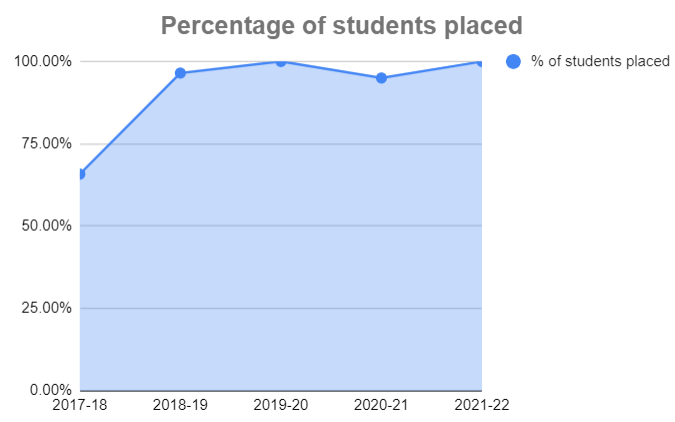 Percentage of students placed
100.00%
% of students placed
75.00%
50.00%
25.00%
0.00%
2017-18 2018-19 2019-20 2020-21 2021-22